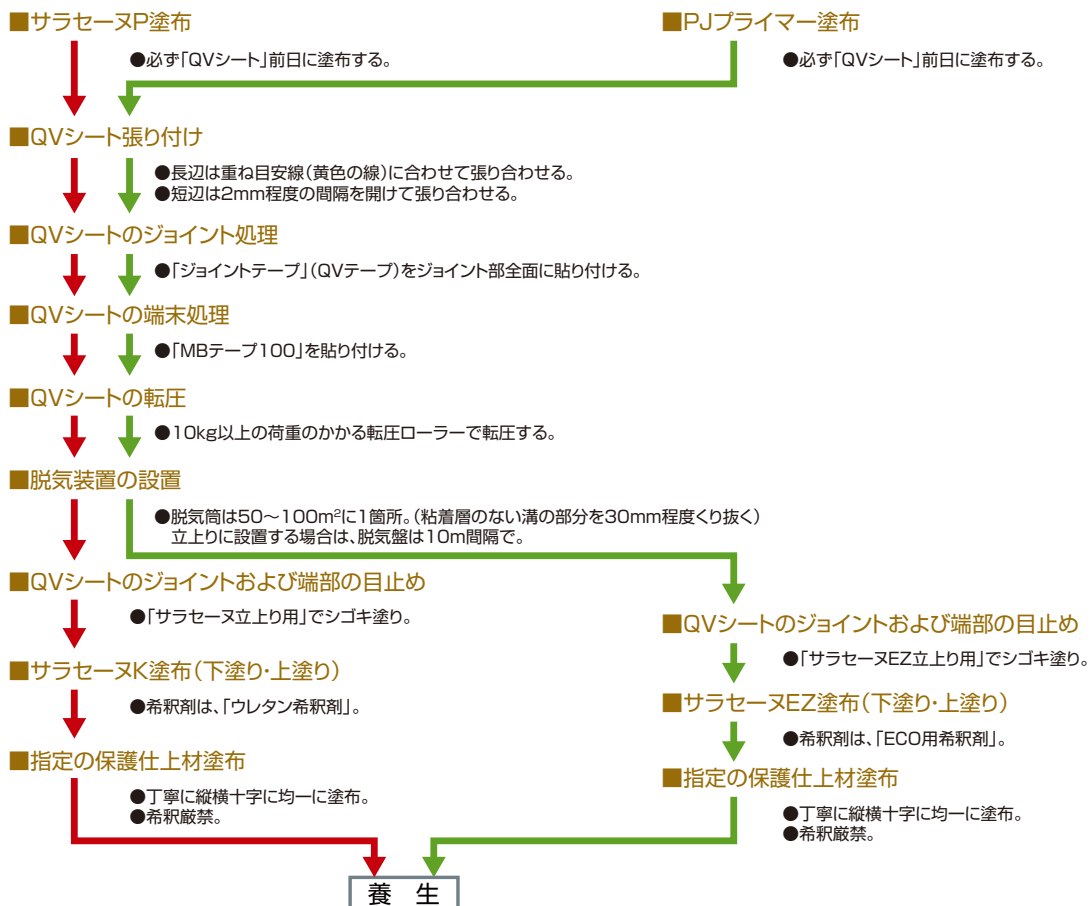 ■サラセーヌP塗布
●必ず「QVシート」前日に塗布する。
■PJプライマー塗布
●必ず「QVシート」前日に塗布する。
■QVシート張り付け
●長辺は重ね目安線(黄色の線)に合わせて張り合わせる。
●短辺は2mm程度の間隔を開けて張り合わせる。
■QVシートのジョイント処理
●「ジョイントテープ」(QVテープ)をジョイント部全面に貼り付ける。
■QVシートの端末処理
●「MBテープ100」を貼り付ける。
■QVシートの転圧
●10kg以上の荷重のかかる転圧ローラーで転圧する。
■脱気装置の設置
●脱気筒は50〜100m²に1箇所。(粘着層のない溝の部分を30mm程度くり抜く)
立上りに設置する場合は、脱気盤は10m間隔で。
■QVシートのジョイントおよび端部の目止め
●「サラセーヌ立上り用」でシゴキ塗り。
■サラセーヌK塗布(下塗り・上塗り)
●希釈剤は、「ウレタン希釈剤」。
■指定の保護仕上材塗布
●丁寧に縦横十字に均一に塗布。
●希釈厳禁。
■QVシートのジョイントおよび端部の目止め
●「サラセーヌEZ立上り用」でシゴキ塗り。
■サラセーヌEZ塗布(下塗り・上塗り)
●希釈剤は、「ECO用希釈剤」。
■指定の保護仕上材塗布
●丁寧に縦横十字に均一に塗布。
●希釈厳禁。
養 生